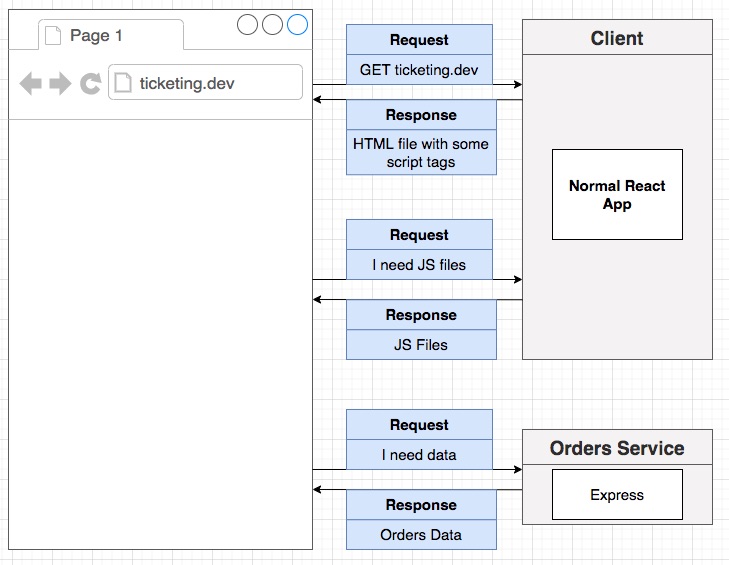 Page 1
ticketing.dev
Request
GET ticketing.dev
Response
HTML file with some
script tags
Request
I need JS files
Response
JS Files
Request
I need data
Response
Orders Data
Client
Normal React
App
Orders Service
Express